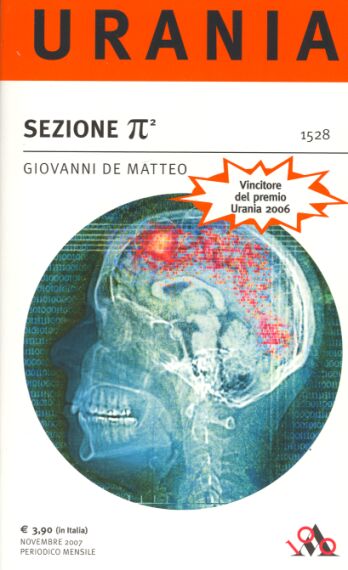 URANIA
SEZIONE π²
1528
GIOVANNI DE MATTEO
Vincitore
del premio
Urania 2006
€ 3,90 (in Italia)
NOVEMBRE 2007
PERIODICO MENSILE